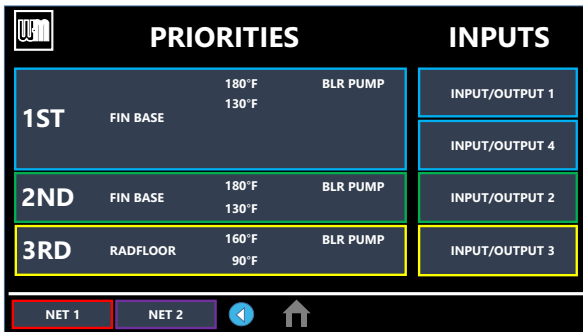 WM
PRIORITIES
INPUTS
1ST
FIN BASE
180°F
BLR PUMP
130°F
INPUT/OUTPUT 1
INPUT/OUTPUT 4
2ND
FIN BASE
180°F
BLR PUMP
130°F
INPUT/OUTPUT 2
3RD
RADFLOOR
160°F
BLR PUMP
90°F
INPUT/OUTPUT 3
NET 1
NET 2